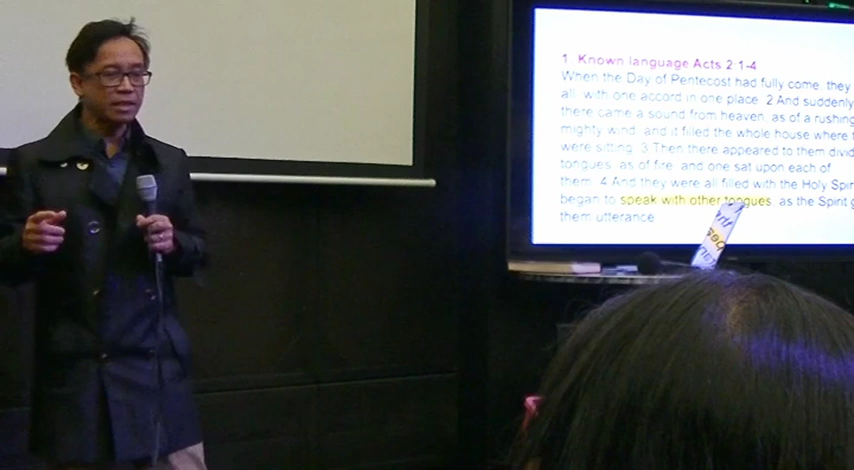 1 Known language Acts 2:1-4
When the Day of Pentecost had fully come, they
all, with one accord in one place. 2 And suddenly
there came a sound from heaven, as of a rushing
mighty wind, and it filled the whole house where
were sitting. 3 Then there appeared to them
tongues, as of fire, and one sat upon each of
them. 4 And they were all filled with the Holy
began to speak with other tongues, as the Spirit
them utterance